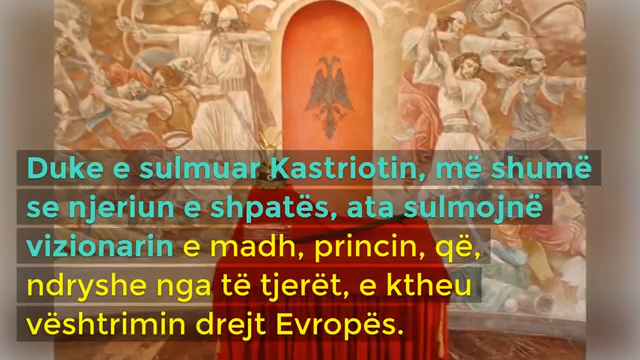 Duke e sulmuar Kastriotin, më shumë
se njeriun e shpatës, ata sulmojnë
vizionarin e madh, princin, që,
ndryshe nga të tjerët, e ktheu
vështrimin drejt Evropës.